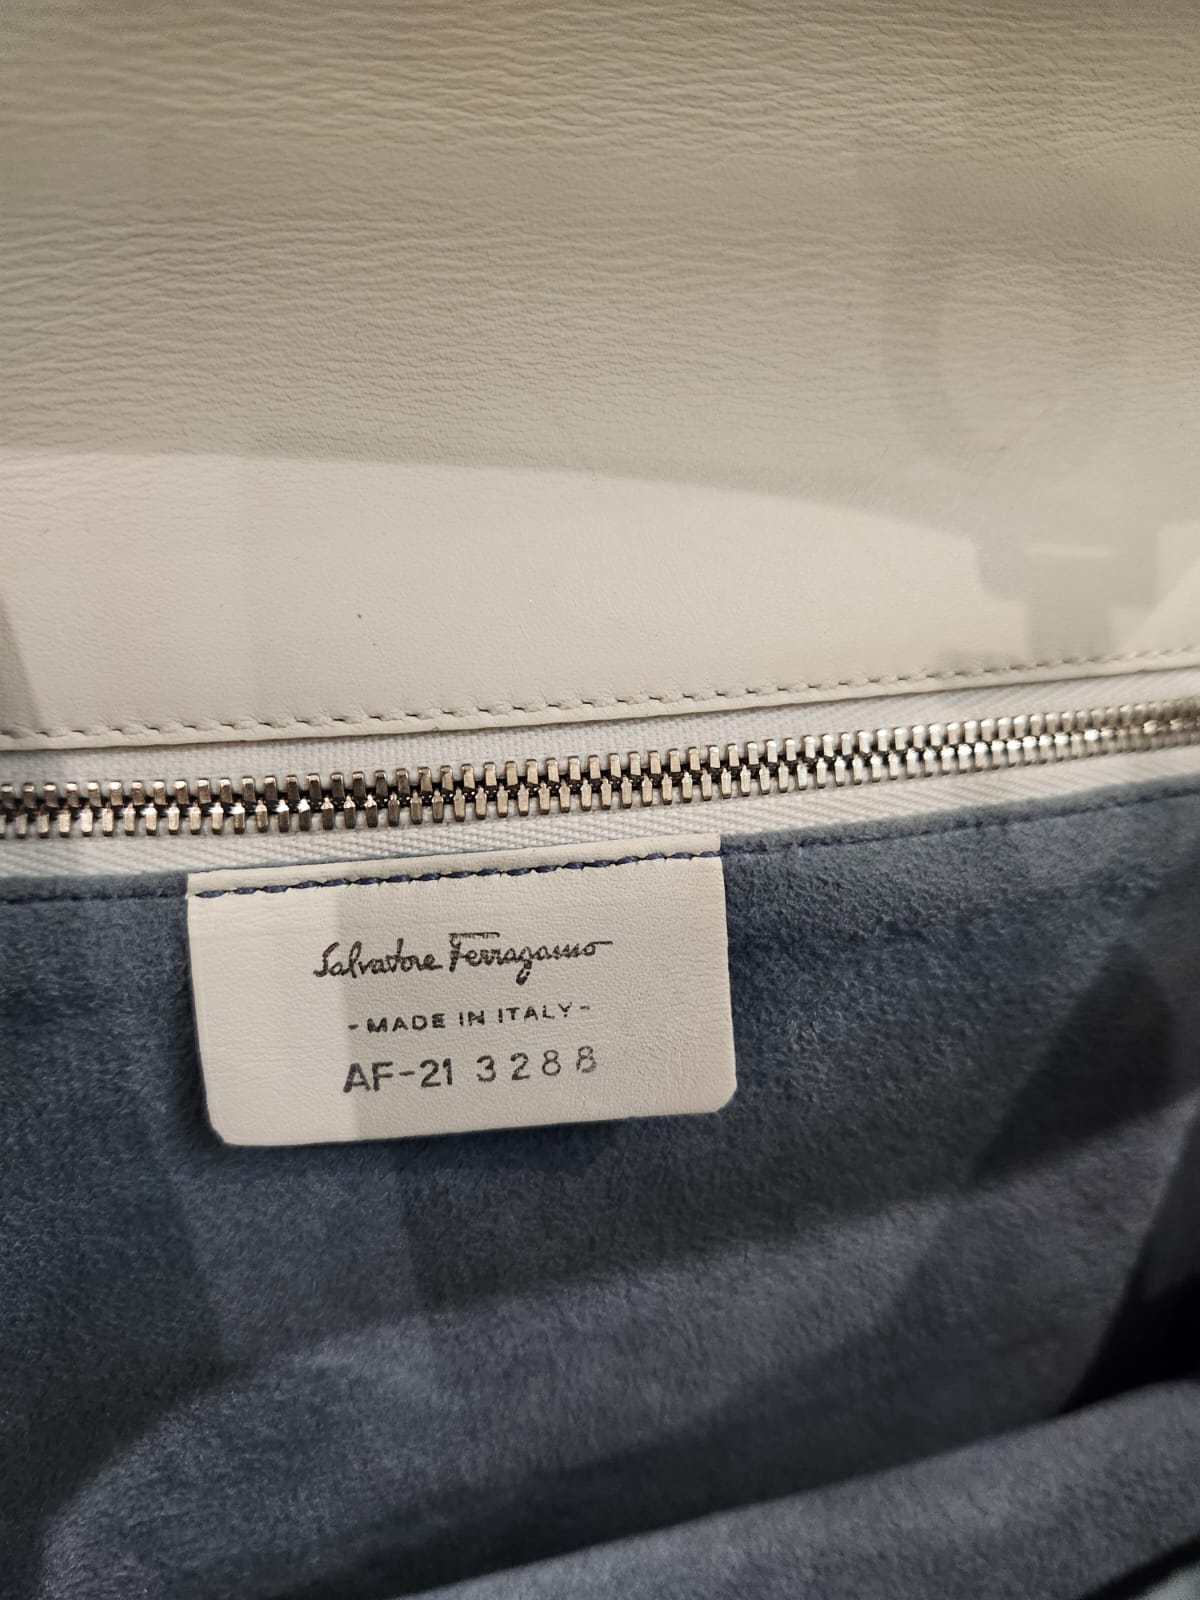 Salvatore Ferragamo
- MADE IN ITALY -
AF-21 3288